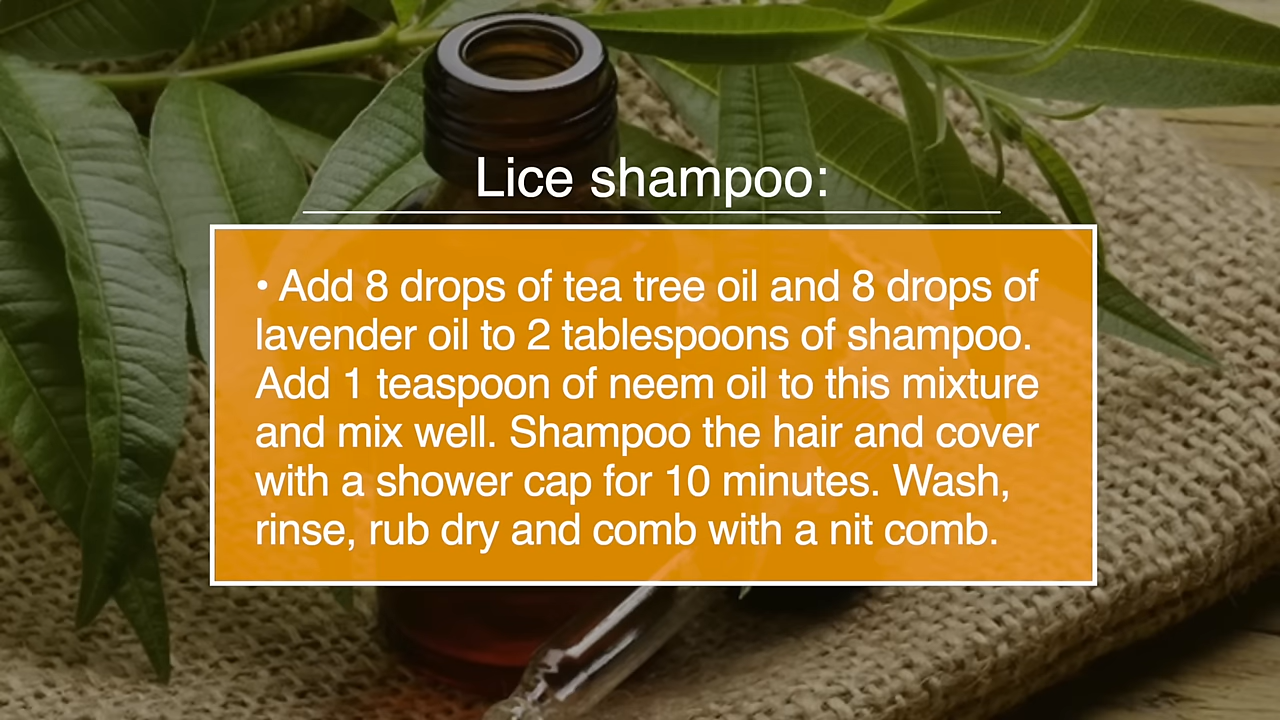 Lice shampoo:
• Add 8 drops of tea tree oil and 8 drops of
lavender oil to 2 tablespoons of shampoo.
Add 1 teaspoon of neem oil to this mixture
and mix well. Shampoo the hair and cover
with a shower cap for 10 minutes. Wash,
rinse, rub dry and comb with a nit comb.